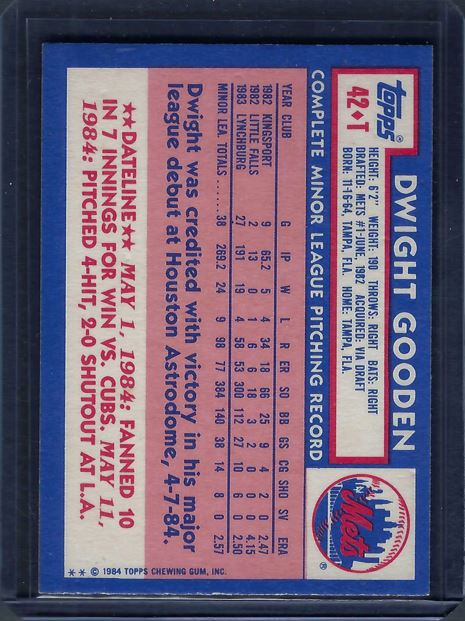 topps®
42♦T
DWIGHT GOODEN
HEIGHT: 6'2" WEIGHT: 190 THROWS: RIGHT BATS: RIGHT
DRAFTED: METS #1-JUNE, 1982 ACQUIRED: VIA DRAFT
BORN: 11-16-64, TAMPA, FLA. HOME: TAMPA, FLA.
Mets ®
COMPLETE MINOR LEAGUE PITCHING RECORD
YEAR CLUB G IP W L R ER SO BB GS CG SHO SV ERA
1982 KINGSPORT 9 65.2 5 4 34 18 66 25 9 4 2 0 2.47
1982 LITTLE FALLS 2 13 0 1 6 6 18 3 2 0 0 0 4.15
1983 LYNCHBURG 27 191 19 4 58 53 300 112 27 10 6 0 2.50
MINOR LEA. TOTALS .... 38 269.2 24 9 98 77 384 140 38 14 8 0 2.57
Dwight was credited with victory in his major
league debut at Houston Astrodome, 4-7-84.
★★DATELINE★★ MAY 1, 1984: FANNED 10
IN 7 INNINGS FOR WIN VS. CUBS. MAY 11,
1984: PITCHED 4-HIT, 2-0 SHUTOUT AT L.A.
** © 1984 TOPPS CHEWING GUM, INC.